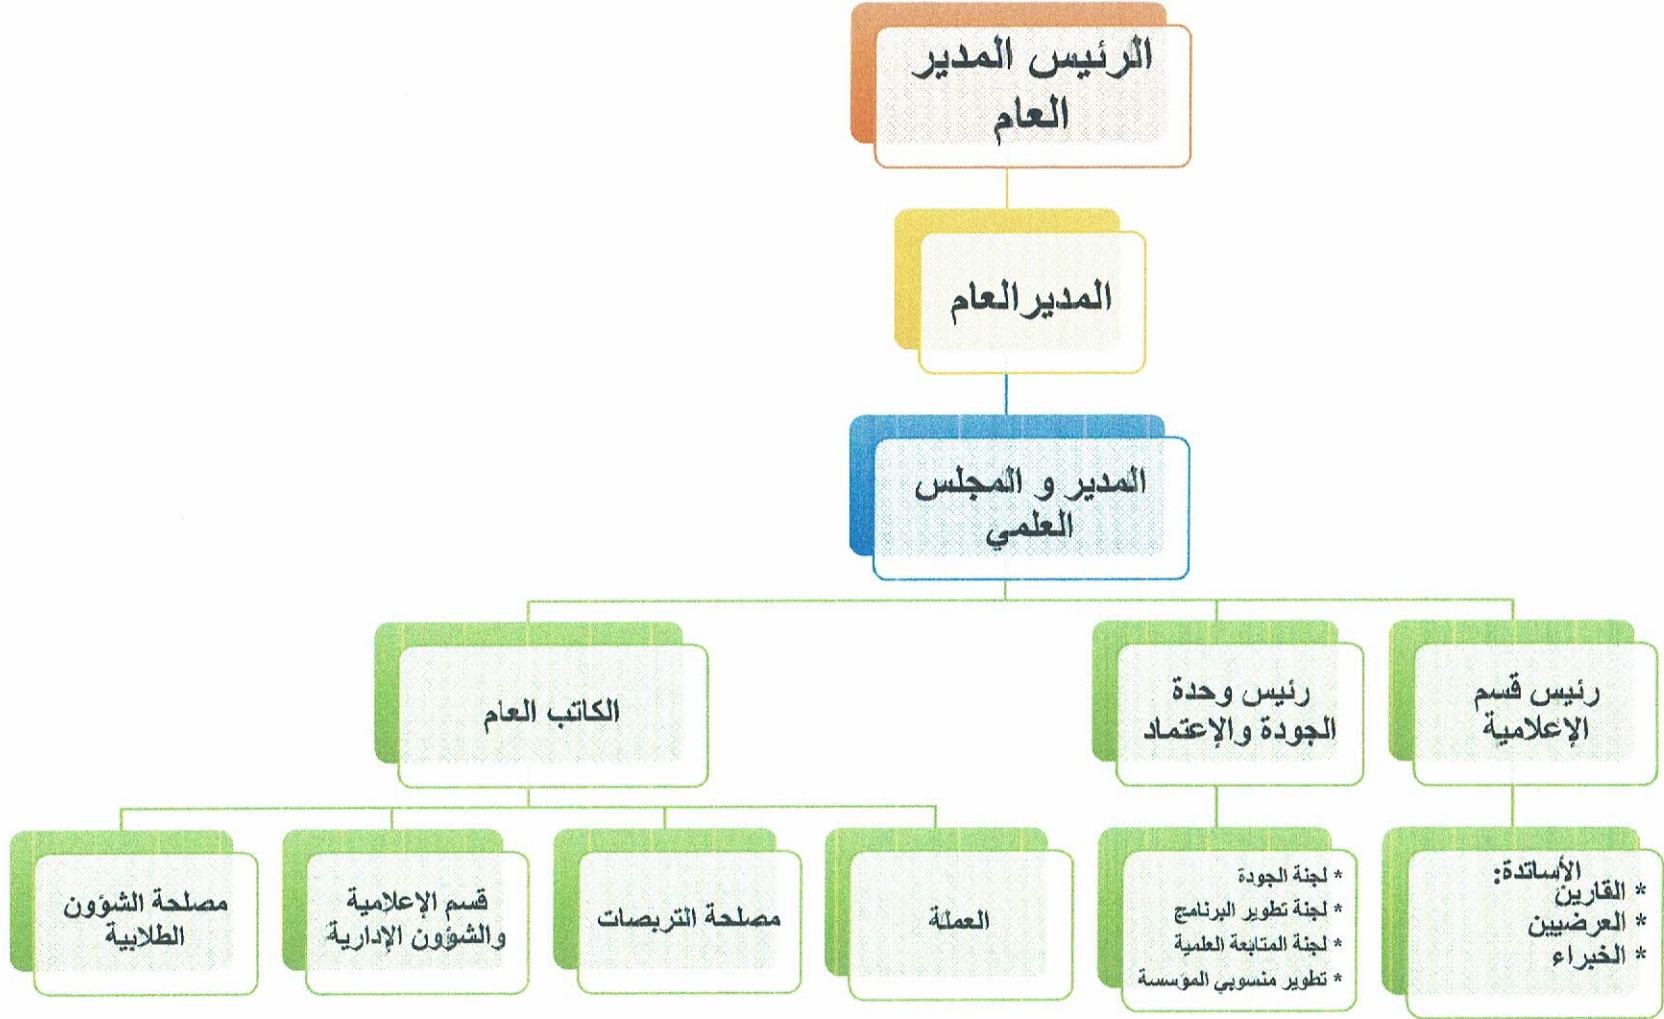 الرئيس المدير
العام
المديرالعام
المدير و المجلس
العلمي
رئيس قسم
الإعلامية
رئيس وحدة
الجودة والإعتماد
الكاتب العام
الأساتدة:
* القارين
* العرضيين
* الخبراء
* لجنة الجودة
* لجنة تطوير البرنامج
* لجنة المتابعة العلمية
* تطوير منسوبي المؤسسة
العملة
مصلحة التربصات
قسم الإعلامية
والشؤون الإدارية
مصلحة الشؤون
الطلابية